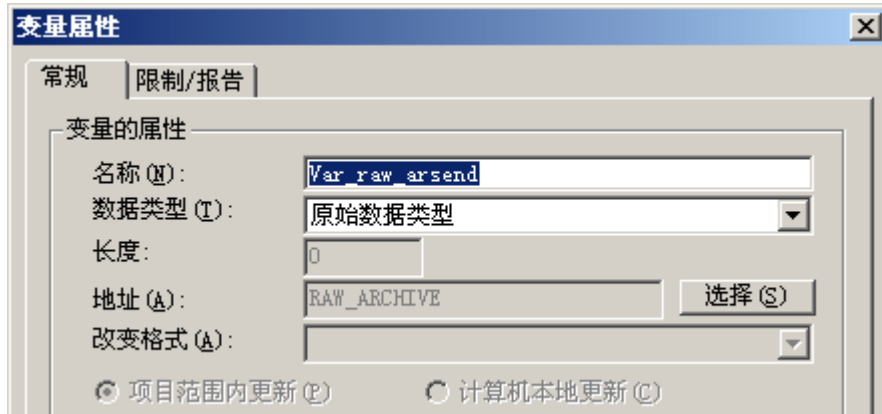 变量属性
常规 限制/报告
变量的属性
名称(N): Var_raw_arsend
数据类型(T): 原始数据类型
长度: 0
地址(A): RAW_ARCHIVE 选择(S)
改变格式(A):
项目范围内更新(P) 计算机本地更新(C)